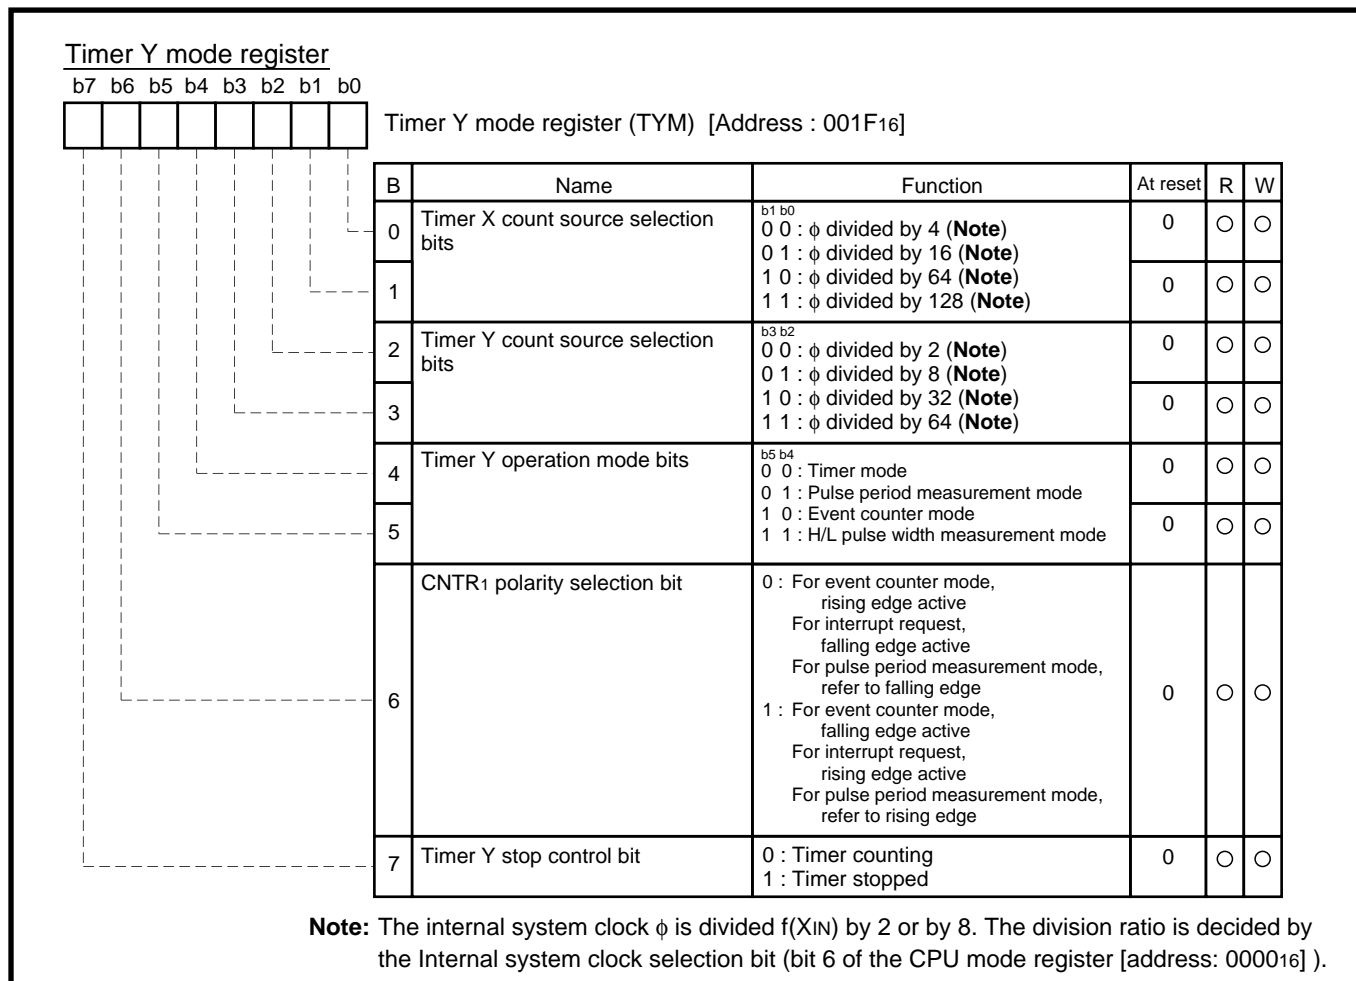 Timer Y mode register
b7 b6 b5 b4 b3 b2 b1 b0
Timer Y mode register (TYM) [Address : 001F16]
B Name Function At reset R W
0 Timer X count source selection bits
b1 b0
0 0 : ϕ divided by 4 (Note)
0 1 : ϕ divided by 16 (Note)
1 0 : ϕ divided by 64 (Note)
1 1 : ϕ divided by 128 (Note)
0 ○ ○
1
0 ○ ○
2 Timer Y count source selection bits
b3 b2
0 0 : ϕ divided by 2 (Note)
0 1 : ϕ divided by 8 (Note)
1 0 : ϕ divided by 32 (Note)
1 1 : ϕ divided by 64 (Note)
0 ○ ○
3
0 ○ ○
4 Timer Y operation mode bits
b5 b4
0 0 : Timer mode
0 1 : Pulse period measurement mode
1 0 : Event counter mode
1 1 : H/L pulse width measurement mode
0 ○ ○
5
0 ○ ○
6 CNTR1 polarity selection bit
0 : For event counter mode,
rising edge active
For interrupt request,
falling edge active
For pulse period measurement mode,
refer to falling edge
1 : For event counter mode,
falling edge active
For interrupt request,
rising edge active
For pulse period measurement mode,
refer to rising edge
0 ○ ○
7 Timer Y stop control bit
0 : Timer counting
1 : Timer stopped
0 ○ ○
Note: The internal system clock ϕ is divided f(XIN) by 2 or by 8. The division ratio is decided by
the Internal system clock selection bit (bit 6 of the CPU mode register [address: 000016] ).